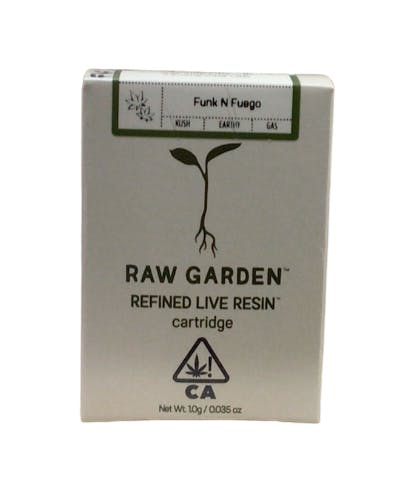 Funk N Fuego
KUSH EARTHY GAS
RAW GARDEN™
REFINED LIVE RESIN™
cartridge
CA
Net Wt. 1.0g / 0.035 oz